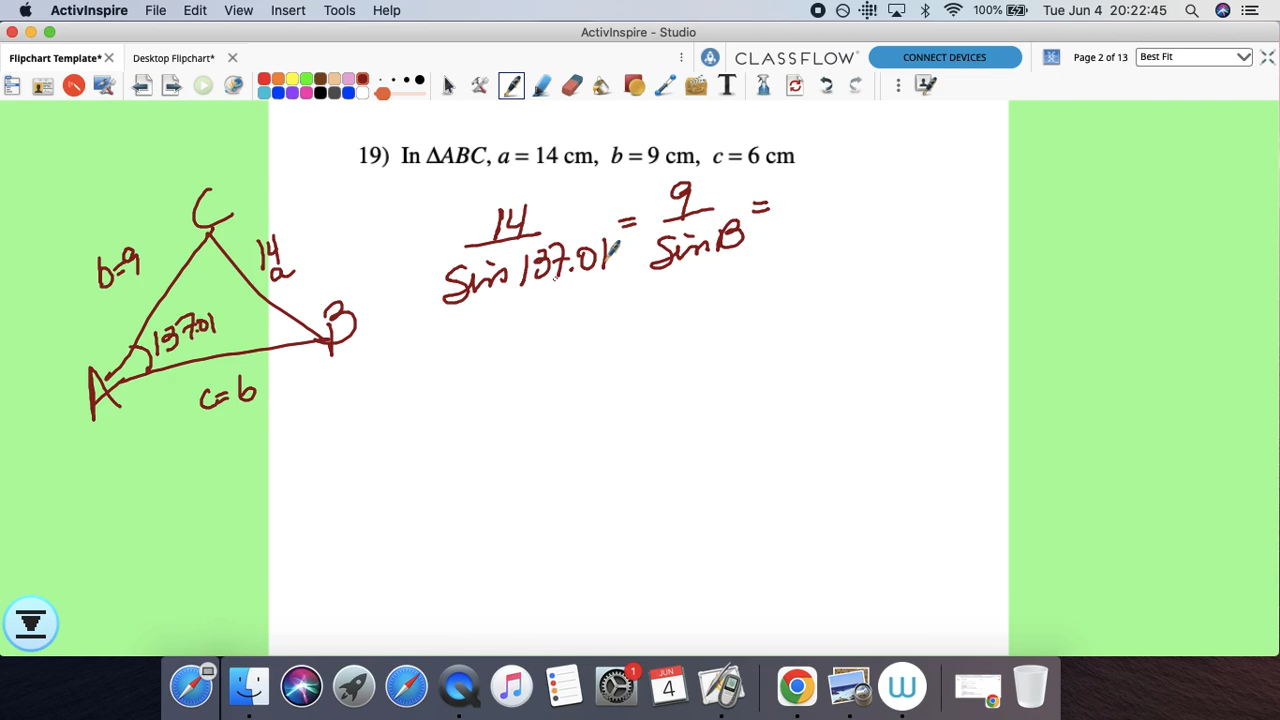 ActivInspire File Edit View Insert Tools Help 100% Tue Jun 4 20:22:45
ActivInspire - Studio
Flipchart Template* Desktop Flipchart* CLASSFLOW CONNECT DEVICES Page 2 of 13 Best Fit
19) In ΔABC, a = 14 cm, b = 9 cm, c = 6 cm
C
b=9
14
a
137.01
B
A
c=6
14 / Sin 137.01 = 9 / Sin B =
1
4